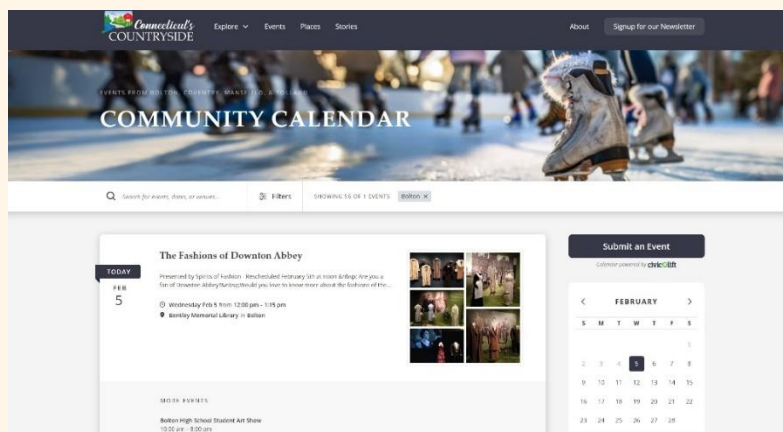 Connecticut's
COUNTRYSIDE
Explore
Events
Places
Stories
About
Signup for our Newsletter
EVENTS FROM BOLTON, COVENTRY, MANSFIELD, & TOLLAND
COMMUNITY CALENDAR
Search for events, dates, or venues...
Filters
SHOWING 56 OF 1 EVENTS
Bolton ×
TODAY
FEB
5
The Fashions of Downton Abbey
Presented by Spirits of Fashion - Rescheduled February 5th at noon &nbsp; Are you a
fan of Downton Abbey?&nbsp;Would you love to know more about the fashions of the...
Wednesday Feb 5 from 12:00 pm - 1:15 pm
Bentley Memorial Library in Bolton
MORE EVENTS
Bolton High School Student Art Show
10:00 am - 8:00 pm
Submit an Event
Calendar powered by civiclift
< FEBRUARY >
S M T W T F S
1
2 3 4 5 6 7 8
9 10 11 12 13 14 15
16 17 18 19 20 21 22
23 24 25 26 27 28